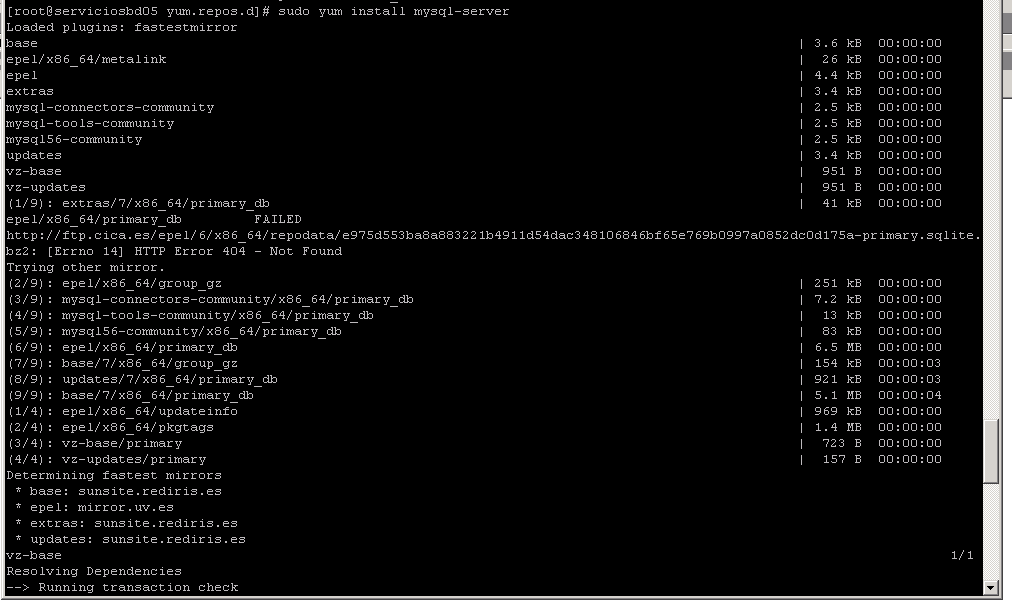 [root@serviciosbd05 yum.repos.d]# sudo yum install mysql-server
Loaded plugins: fastestmirror
base | 3.6 kB 00:00:00
epel/x86_64/metalink | 26 kB 00:00:00
epel | 4.4 kB 00:00:00
extras | 3.4 kB 00:00:00
mysql-connectors-community | 2.5 kB 00:00:00
mysql-tools-community | 2.5 kB 00:00:00
mysql56-community | 2.5 kB 00:00:00
updates | 3.4 kB 00:00:00
vz-base | 951 B 00:00:00
vz-updates | 951 B 00:00:00
(1/9): extras/7/x86_64/primary_db | 41 kB 00:00:00
epel/x86_64/primary_db FAILED
http://ftp.cica.es/epel/6/x86_64/repodata/e975d553ba8a883221b4911d54dac348106846bf65e769b0997a0852dc0d175a-primary.sqlite.
bz2: [Errno 14] HTTP Error 404 - Not Found
Trying other mirror.
(2/9): epel/x86_64/group_gz | 251 kB 00:00:00
(3/9): mysql-connectors-community/x86_64/primary_db | 7.2 kB 00:00:00
(4/9): mysql-tools-community/x86_64/primary_db | 13 kB 00:00:00
(5/9): mysql56-community/x86_64/primary_db | 83 kB 00:00:00
(6/9): epel/x86_64/primary_db | 6.5 MB 00:00:00
(7/9): base/7/x86_64/group_gz | 154 kB 00:00:03
(8/9): updates/7/x86_64/primary_db | 921 kB 00:00:03
(9/9): base/7/x86_64/primary_db | 5.1 MB 00:00:04
(1/4): epel/x86_64/updateinfo | 969 kB 00:00:00
(2/4): epel/x86_64/pkgtags | 1.4 MB 00:00:00
(3/4): vz-base/primary | 723 B 00:00:00
(4/4): vz-updates/primary | 157 B 00:00:00
Determining fastest mirrors
* base: sunsite.rediris.es
* epel: mirror.uv.es
* extras: sunsite.rediris.es
* updates: sunsite.rediris.es
vz-base 1/1
Resolving Dependencies
--> Running transaction check